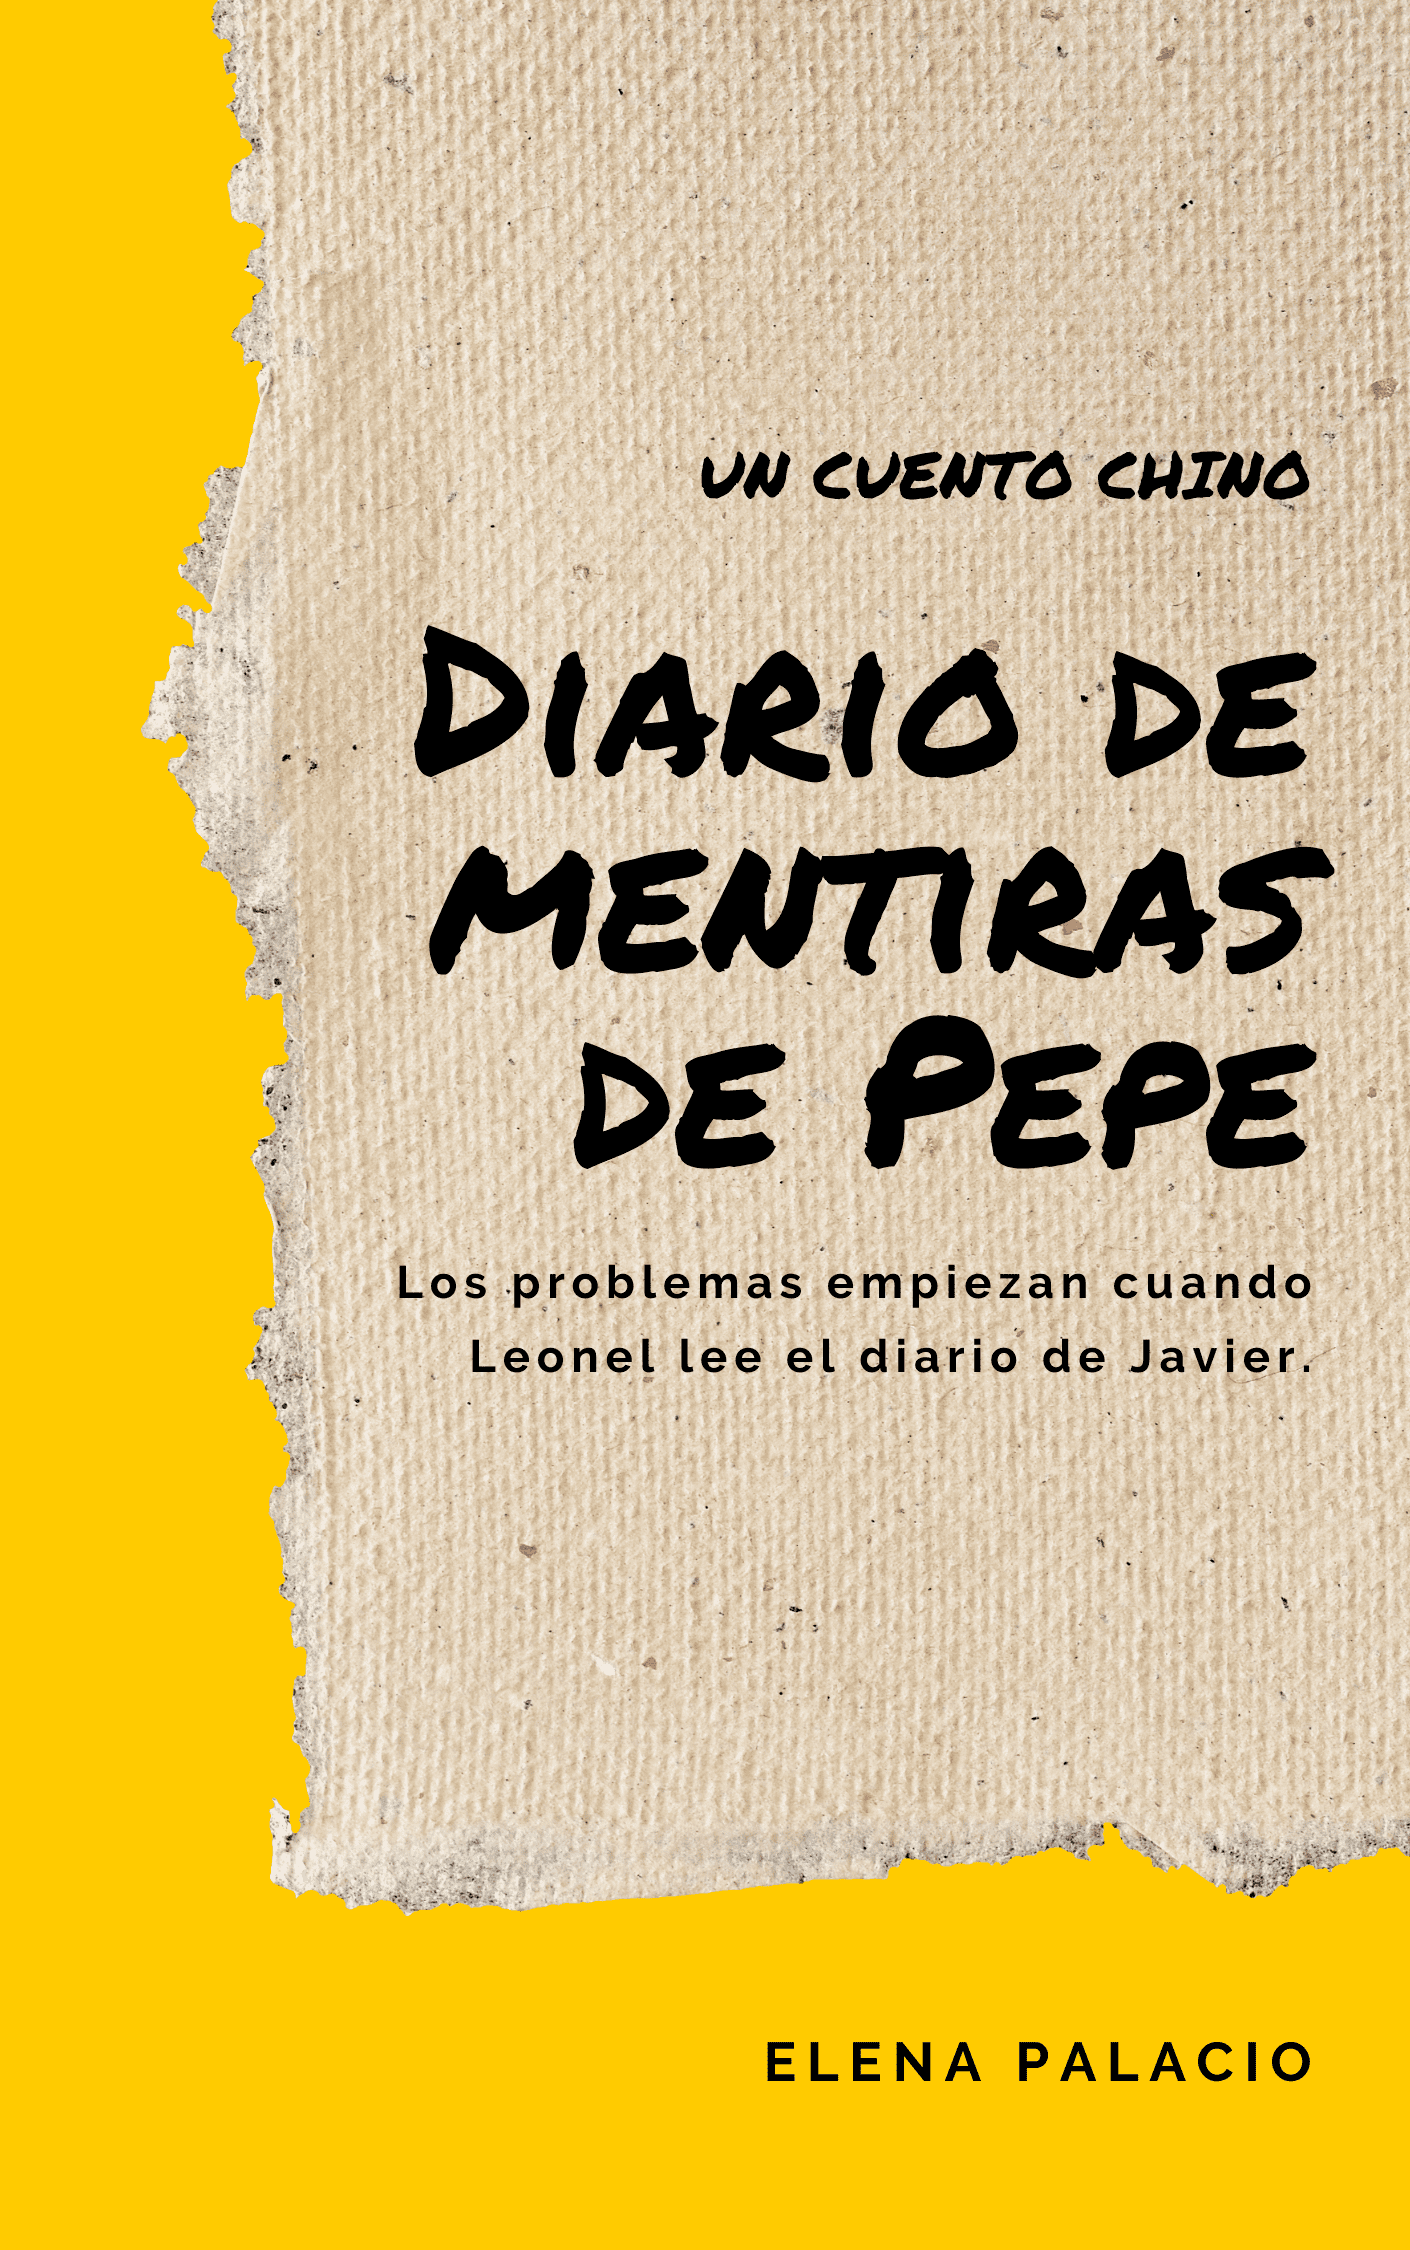 UN CUENTO CHINO
DIARIO DE
MENTIRAS
DE PEPE
Los problemas empiezan cuando
Leonel lee el diario de Javier.
ELENA PALACIO